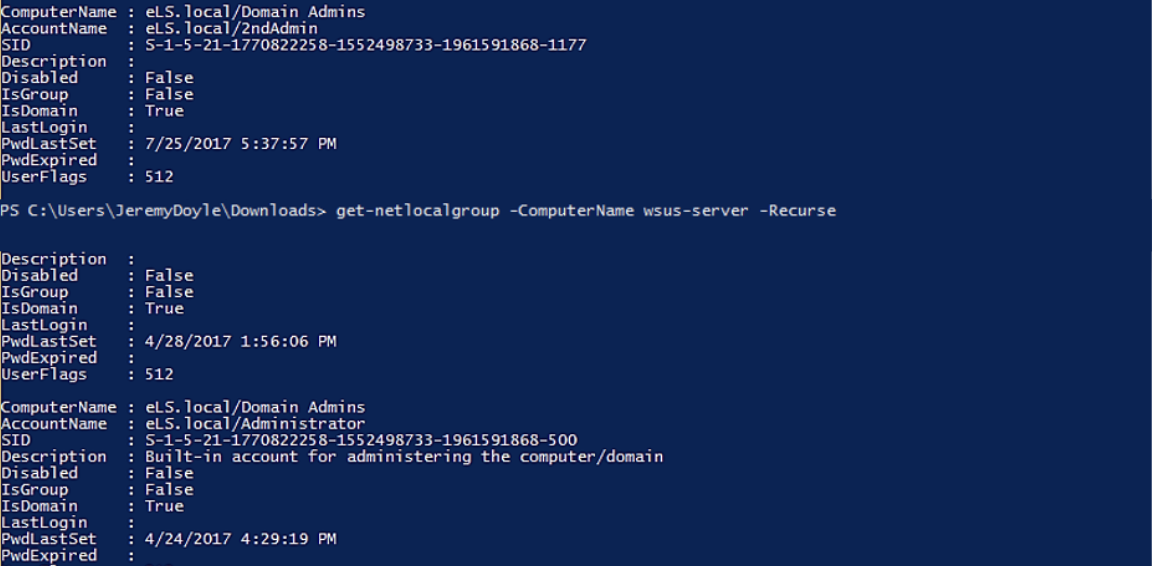 ComputerName : eLS.local/Domain Admins
AccountName : eLS.local/2ndAdmin
SID : S-1-5-21-1770822258-1552498733-1961591868-1177
Description :
Disabled : False
IsGroup : False
IsDomain : True
LastLogin :
PwdLastSet : 7/25/2017 5:37:57 PM
PwdExpired :
UserFlags : 512
PS C:\Users\JeremyDoyle\Downloads> get-netlocalgroup -ComputerName wsus-server -Recurse
Description :
Disabled : False
IsGroup : False
IsDomain : True
LastLogin :
PwdLastSet : 4/28/2017 1:56:06 PM
PwdExpired :
UserFlags : 512
ComputerName : eLS.local/Domain Admins
AccountName : eLS.local/Administrator
SID : S-1-5-21-1770822258-1552498733-1961591868-500
Description : Built-in account for administering the computer/domain
Disabled : False
IsGroup : False
IsDomain : True
LastLogin :
PwdLastSet : 4/24/2017 4:29:19 PM
PwdExpired :